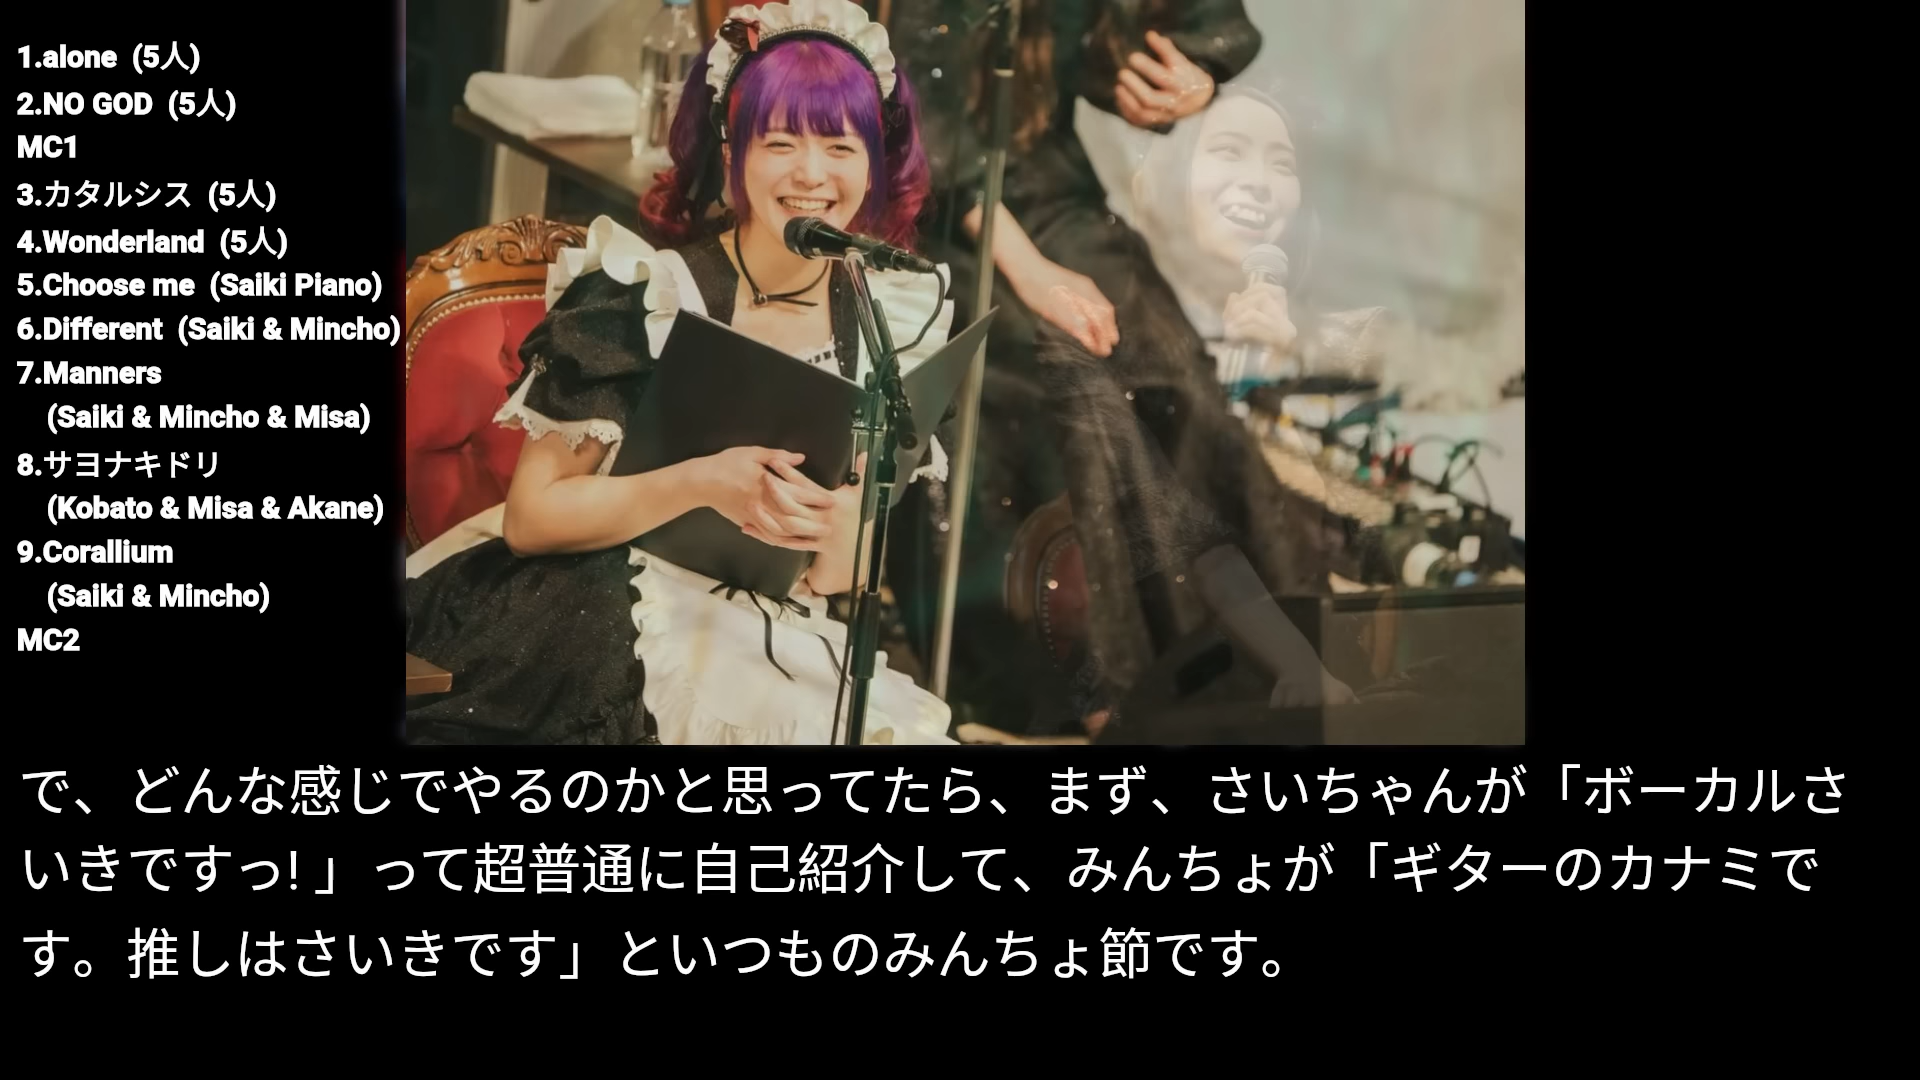 1.alone (5人)
2.NO GOD (5人)
MC1
3.カタルシス (5人)
4.Wonderland (5人)
5.Choose me (Saiki Piano)
6.Different (Saiki & Mincho)
7.Manners
(Saiki & Mincho & Misa)
8.サヨナキドリ
(Kobato & Misa & Akane)
9.Corallium
(Saiki & Mincho)
MC2
で、どんな感じでやるのかと思ってたら、まず、さいちゃんが「ボーカルさ
いきですっ! 」って超普通に自己紹介して、みんちょが「ギターのカナミで
す。推しはさいきです」といつものみんちょ節です。